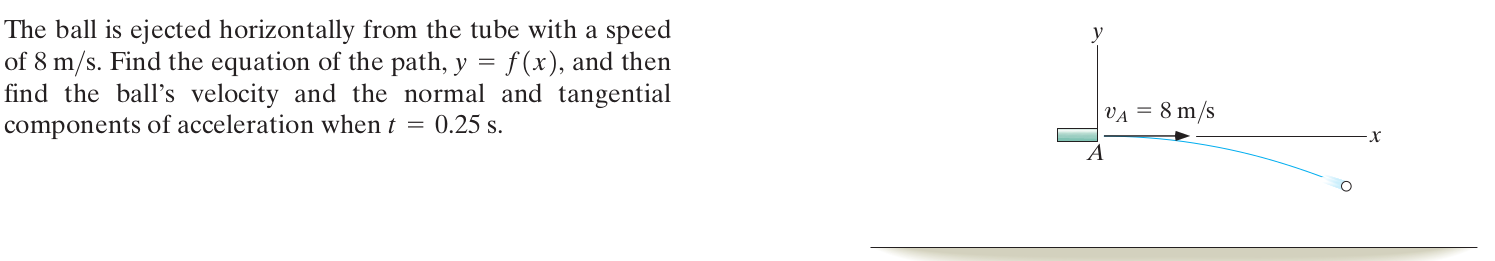 The ball is ejected horizontally from the tube with a speed
of 8 m/s. Find the equation of the path, y = f(x), and then
find the ball’s velocity and the normal and tangential
components of acceleration when t = 0.25 s.
y
v_A = 8 m/s
x
A